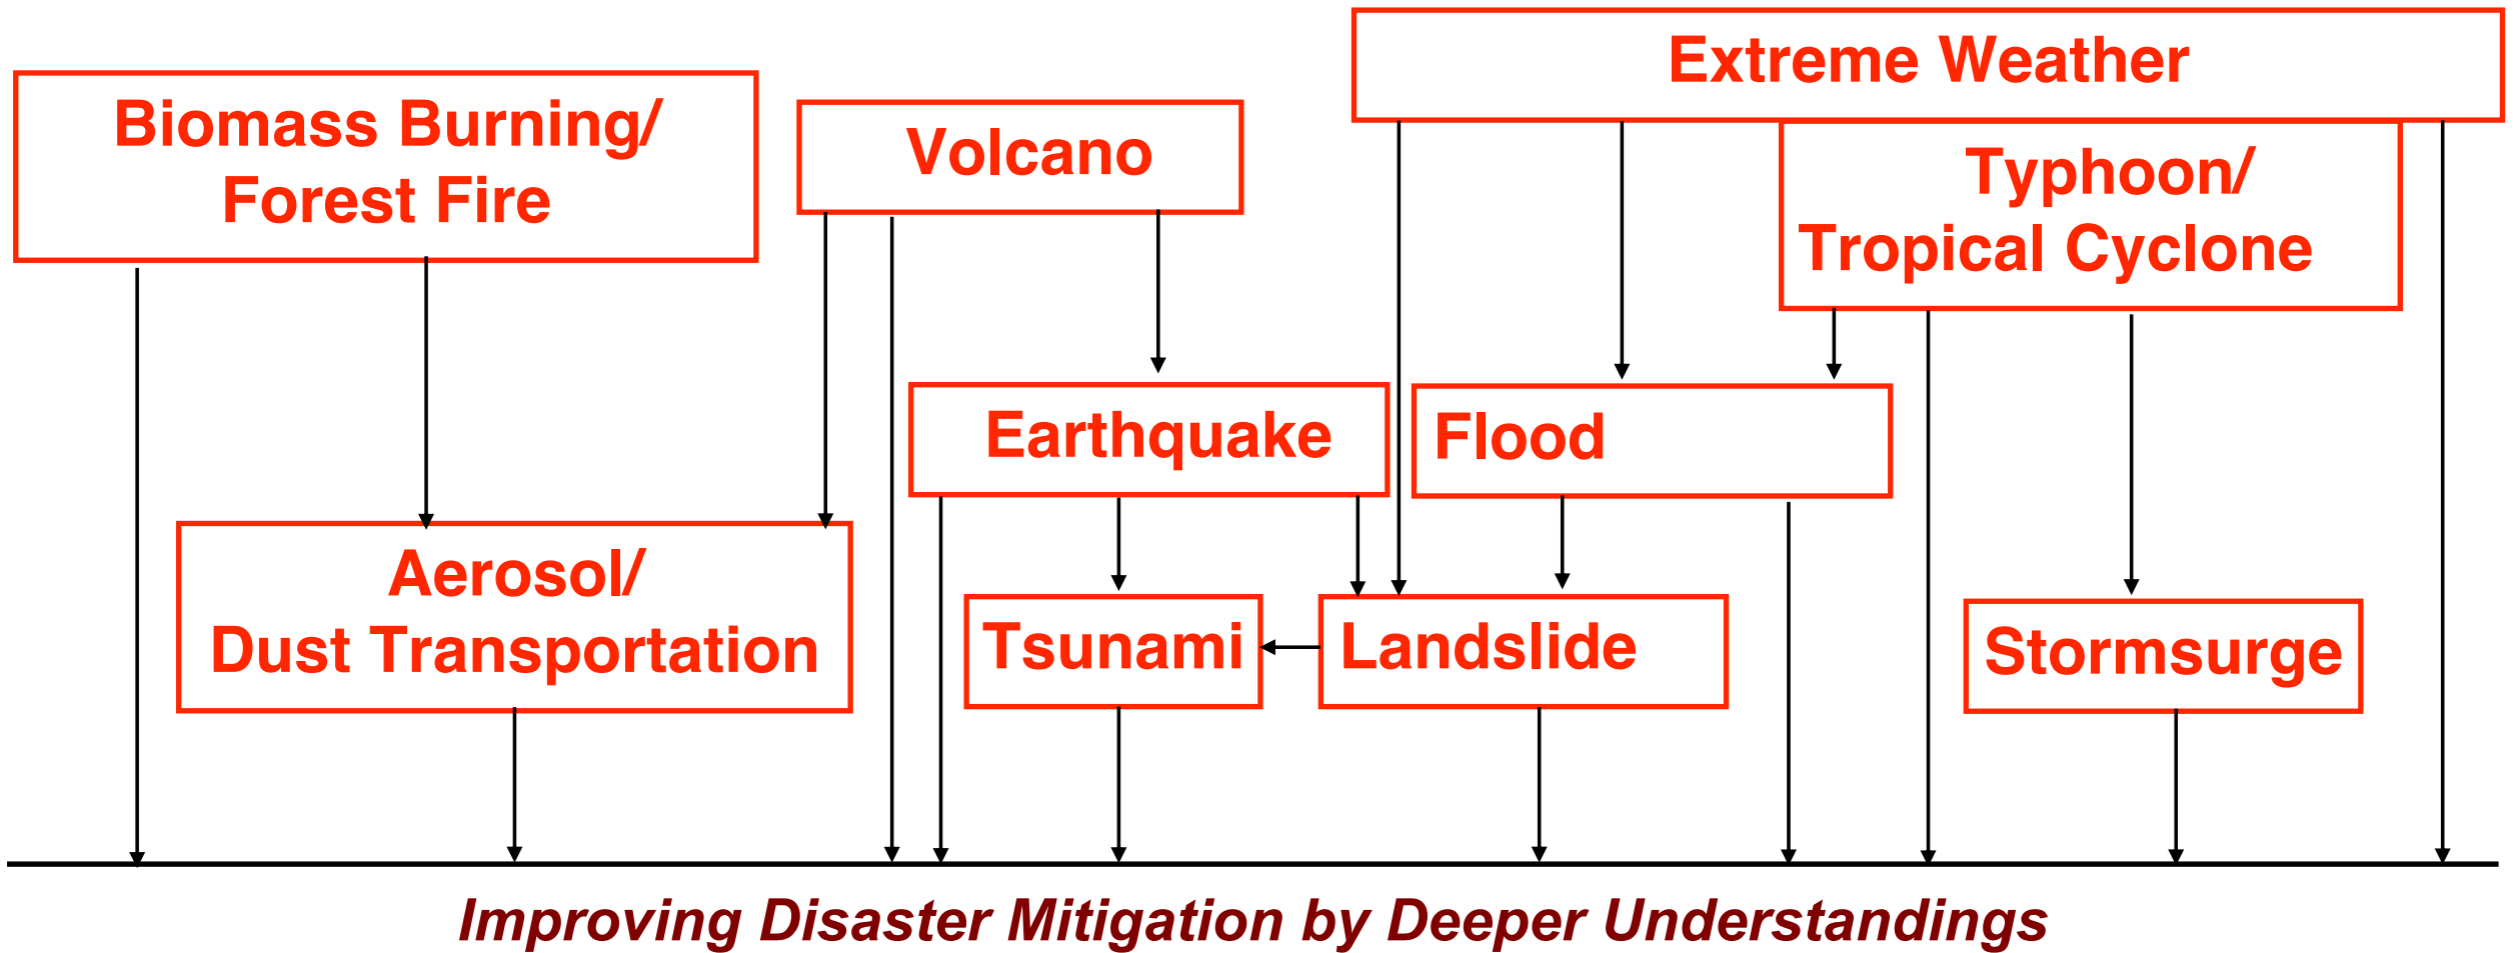 Extreme Weather
Biomass Burning/
Forest Fire
Volcano
Typhoon/
Tropical Cyclone
Earthquake
Flood
Aerosol/
Dust Transportation
Tsunami
Landslide
Stormsurge
Improving Disaster Mitigation by Deeper Understandings